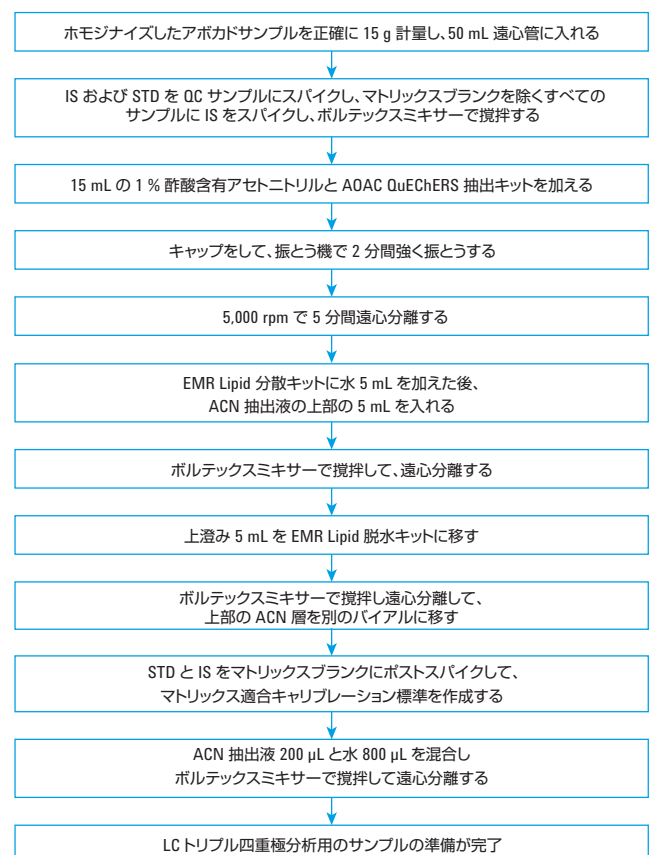 ホモジナイズしたアボカドサンプルを正確に 15 g 計量し、50 mL 遠心管に入れる
IS および STD を QC サンプルにスパイクし、マトリックスブランクを除くすべての
サンプルに IS をスパイクし、ボルテックスミキサーで撹拌する
15 mL の 1 % 酢酸含有アセトニトリルと AOAC QuEChERS 抽出キットを加える
キャップをして、振とう機で 2 分間強く振とうする
5,000 rpm で 5 分間遠心分離する
EMR Lipid 分散キットに水 5 mL を加えた後、
ACN 抽出液の上部の 5 mL を入れる
ボルテックスミキサーで撹拌して、遠心分離する
上澄み 5 mL を EMR Lipid 脱水キットに移す
ボルテックスミキサーで撹拌し遠心分離して、
上部の ACN 層を別のバイアルに移す
STD と IS をマトリックスブランクにポストスパイクして、
マトリックス適合キャリブレーション標準を作成する
ACN 抽出液 200 µL と水 800 µL を混合し
ボルテックスミキサーで撹拌して遠心分離する
LC トリプル四重極分析用のサンプルの準備が完了